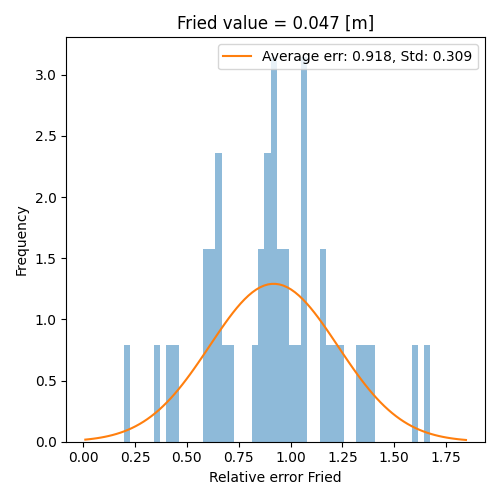 Fried value = 0.047 [m]
Average err: 0.918, Std: 0.309
3.0
2.5
2.0
1.5
1.0
0.5
0.0
Frequency
0.00 0.25 0.50 0.75 1.00 1.25 1.50 1.75
Relative error Fried